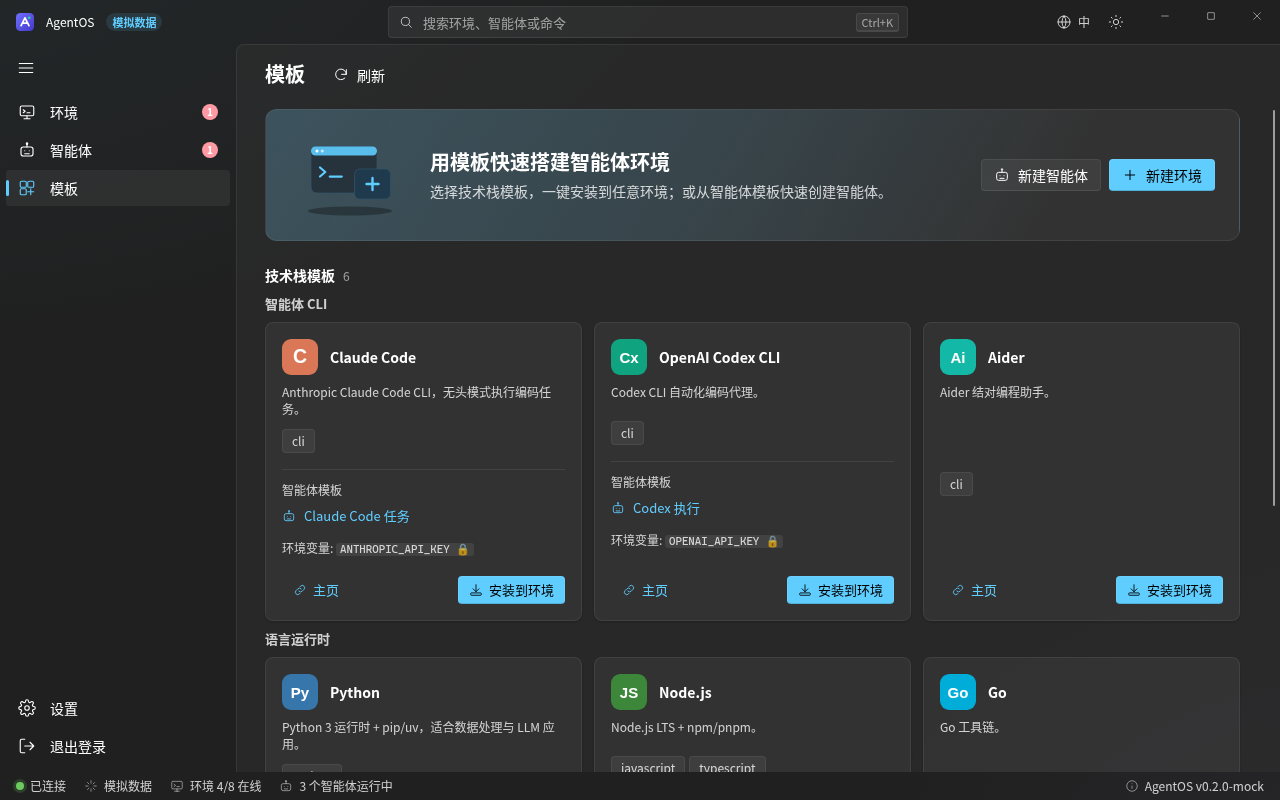 AgentOS 模拟数据
搜索环境、智能体或命令 Ctrl+K
中
环境 1
智能体 1
模板
设置
退出登录
模板 刷新
用模板快速搭建智能体环境
选择技术栈模板，一键安装到任意环境；或从智能体模板快速创建智能体。
新建智能体 新建环境
技术栈模板 6
智能体 CLI
C Claude Code
Anthropic Claude Code CLI，无头模式执行编码任
务。
cli
智能体模板
Claude Code 任务
环境变量: ANTHROPIC_API_KEY 🔒
主页 安装到环境
Cx OpenAI Codex CLI
Codex CLI 自动化编码代理。
cli
智能体模板
Codex 执行
环境变量: OPENAI_API_KEY 🔒
主页 安装到环境
Ai Aider
Aider 结对编程助手。
cli
主页 安装到环境
语言运行时
Py Python
Python 3 运行时 + pip/uv，适合数据处理与 LLM 应
用。
JS Node.js
Node.js LTS + npm/pnpm。
javascript typescript
Go Go
Go 工具链。
已连接 模拟数据 环境 4/8 在线 3 个智能体运行中 AgentOS v0.2.0-mock